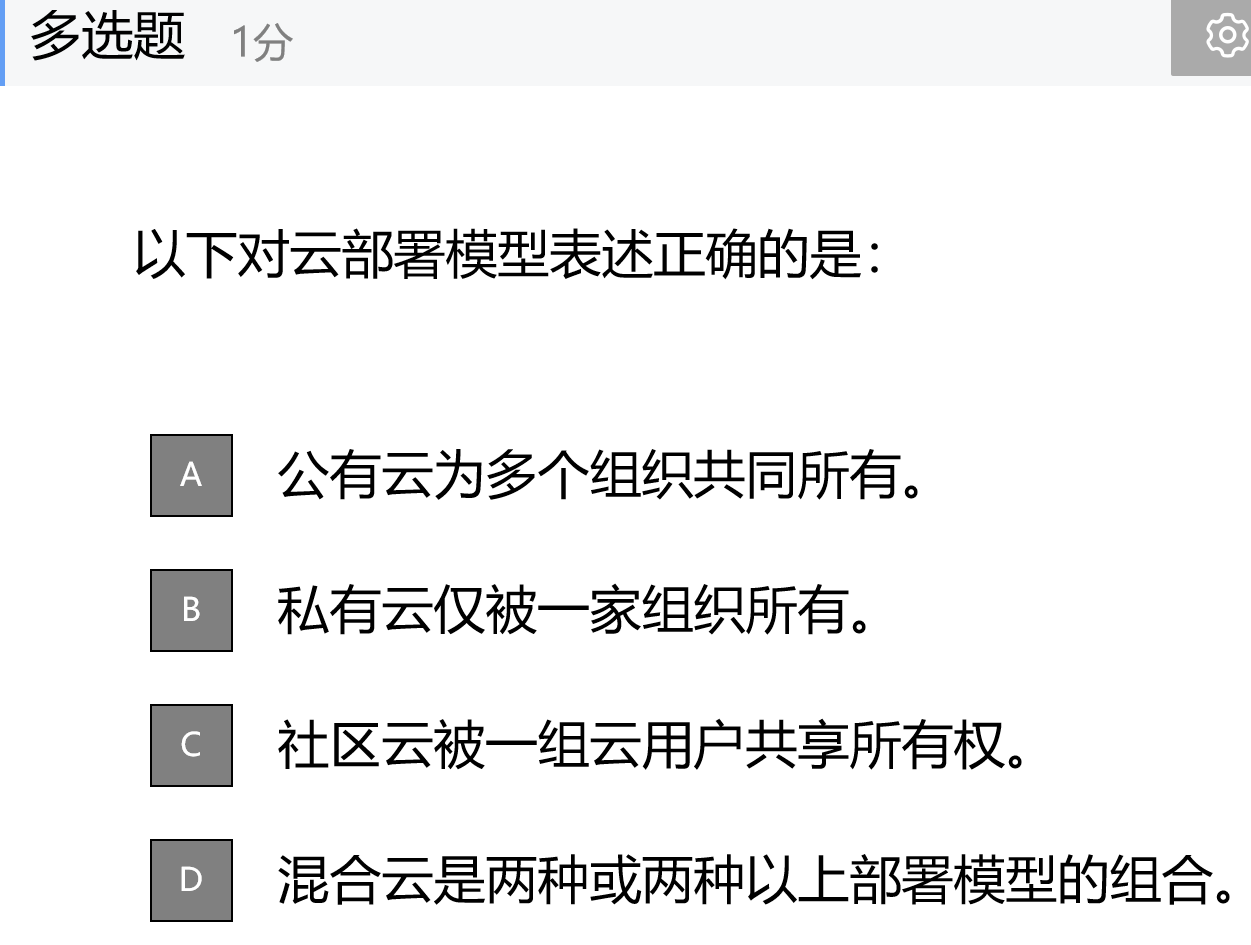 多选题 1分
以下对云部署模型表述正确的是：
A 公有云为多个组织共同所有。
B 私有云仅被一家组织所有。
C 社区云被一组云用户共享所有权。
D 混合云是两种或两种以上部署模型的组合。